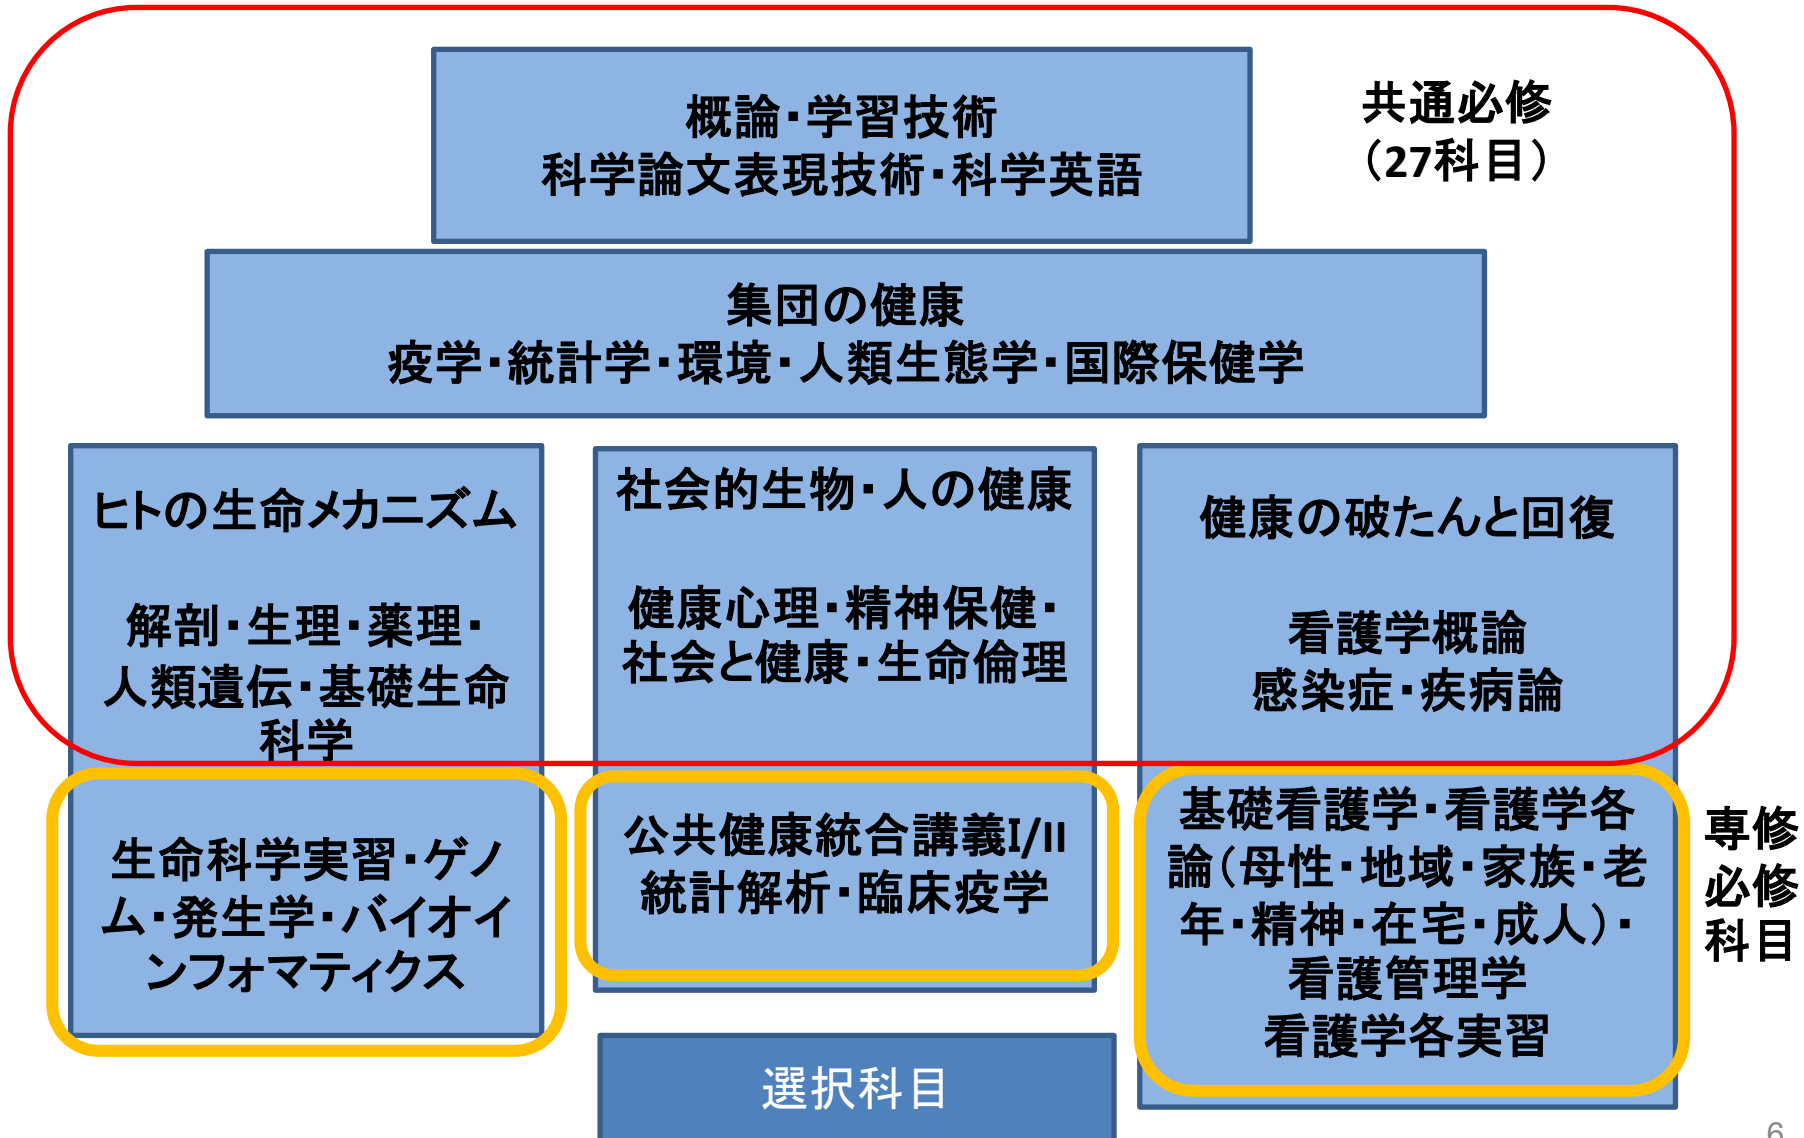 概論・学習技術
科学論文表現技術・科学英語
共通必修
（27科目）
集団の健康
疫学・統計学・環境・人類生態学・国際保健学
ヒトの生命メカニズム
解剖・生理・薬理・
人類遺伝・基礎生命
科学
社会的生物・人の健康
健康心理・精神保健・
社会と健康・生命倫理
健康の破たんと回復
看護学概論
感染症・疾病論
生命科学実習・ゲノ
ム・発生学・バイオイ
ンフォマティクス
公共健康統合講義I/II
統計解析・臨床疫学
基礎看護学・看護学各
論（母性・地域・家族・老
年・精神・在宅・成人）・
看護管理学
看護学各実習
専修
必修
科目
選択科目
6